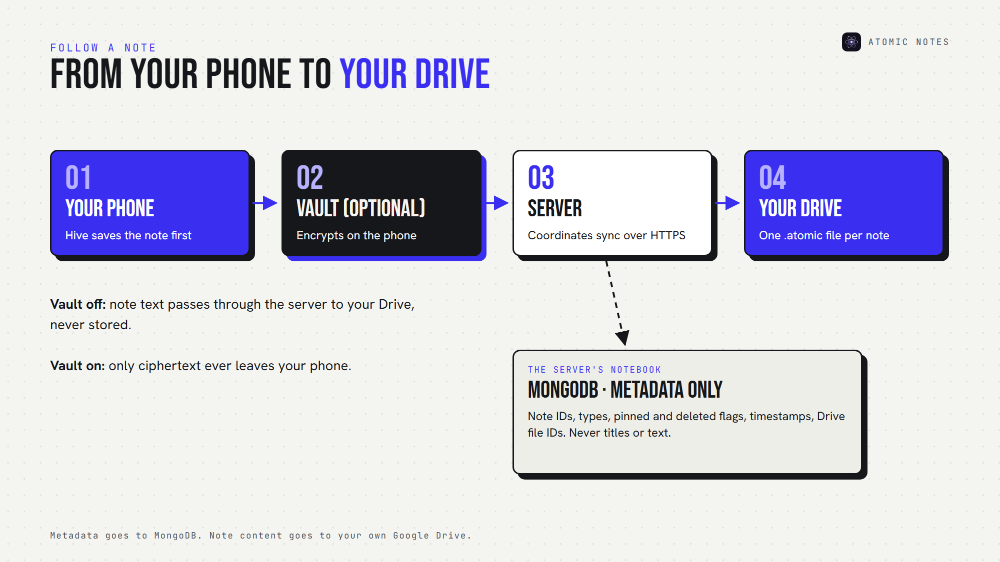 FOLLOW A NOTE
FROM YOUR PHONE TO YOUR DRIVE
ATOMIC NOTES
01
YOUR PHONE
Hive saves the note first
02
VAULT (OPTIONAL)
Encrypts on the phone
03
SERVER
Coordinates sync over HTTPS
04
YOUR DRIVE
One .atomic file per note
Vault off: note text passes through the server to your Drive,
never stored.
Vault on: only ciphertext ever leaves your phone.
THE SERVER'S NOTEBOOK
MONGODB · METADATA ONLY
Note IDs, types, pinned and deleted flags, timestamps, Drive
file IDs. Never titles or text.
Metadata goes to MongoDB. Note content goes to your own Google Drive.